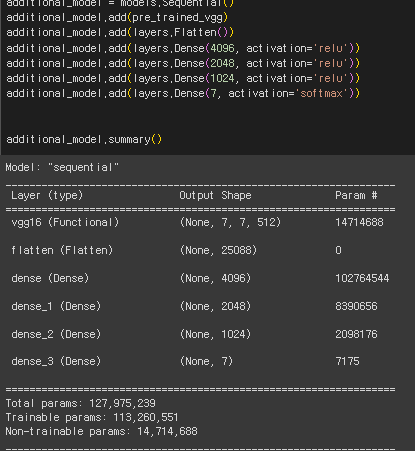 additional_model = models.Sequential()
additional_model.add(pre_trained_vgg)
additional_model.add(layers.Flatten())
additional_model.add(layers.Dense(4096, activation='relu'))
additional_model.add(layers.Dense(2048, activation='relu'))
additional_model.add(layers.Dense(1024, activation='relu'))
additional_model.add(layers.Dense(7, activation='softmax'))
additional_model.summary()
Model: "sequential"
Layer (type) Output Shape Param #
vgg16 (Functional) (None, 7, 7, 512) 14714688
flatten (Flatten) (None, 25088) 0
dense (Dense) (None, 4096) 102764544
dense_1 (Dense) (None, 2048) 8390656
dense_2 (Dense) (None, 1024) 2098176
dense_3 (Dense) (None, 7) 7175
Total params: 127,975,239
Trainable params: 113,260,551
Non-trainable params: 14,714,688